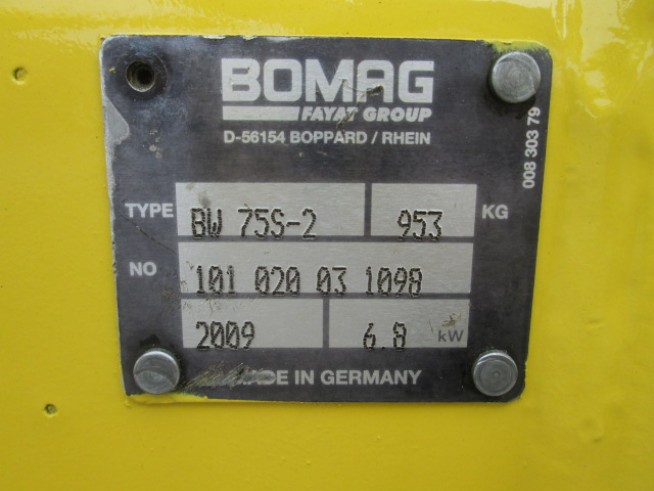 BOMAG
FAYAT GROUP
D-56154 BOPPARD / RHEIN
008 303 79
TYPE BW 75S-2 953 KG
NO 101 020 03 1098
2009 6.8 kW
MADE IN GERMANY